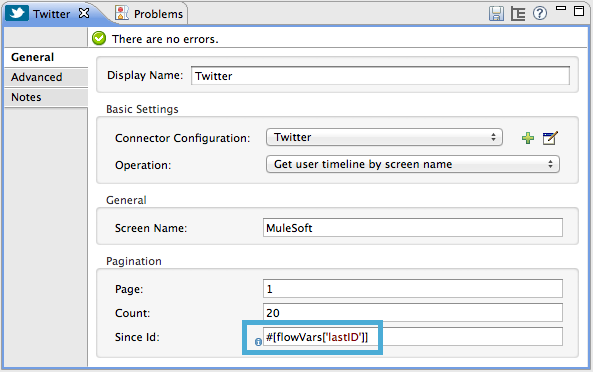 Twitter
Problems
There are no errors.
General
Advanced
Notes
Display Name: Twitter
Basic Settings
Connector Configuration: Twitter
Operation: Get user timeline by screen name
General
Screen Name: MuleSoft
Pagination
Page: 1
Count: 20
Since Id: #[flowVars['lastID']]